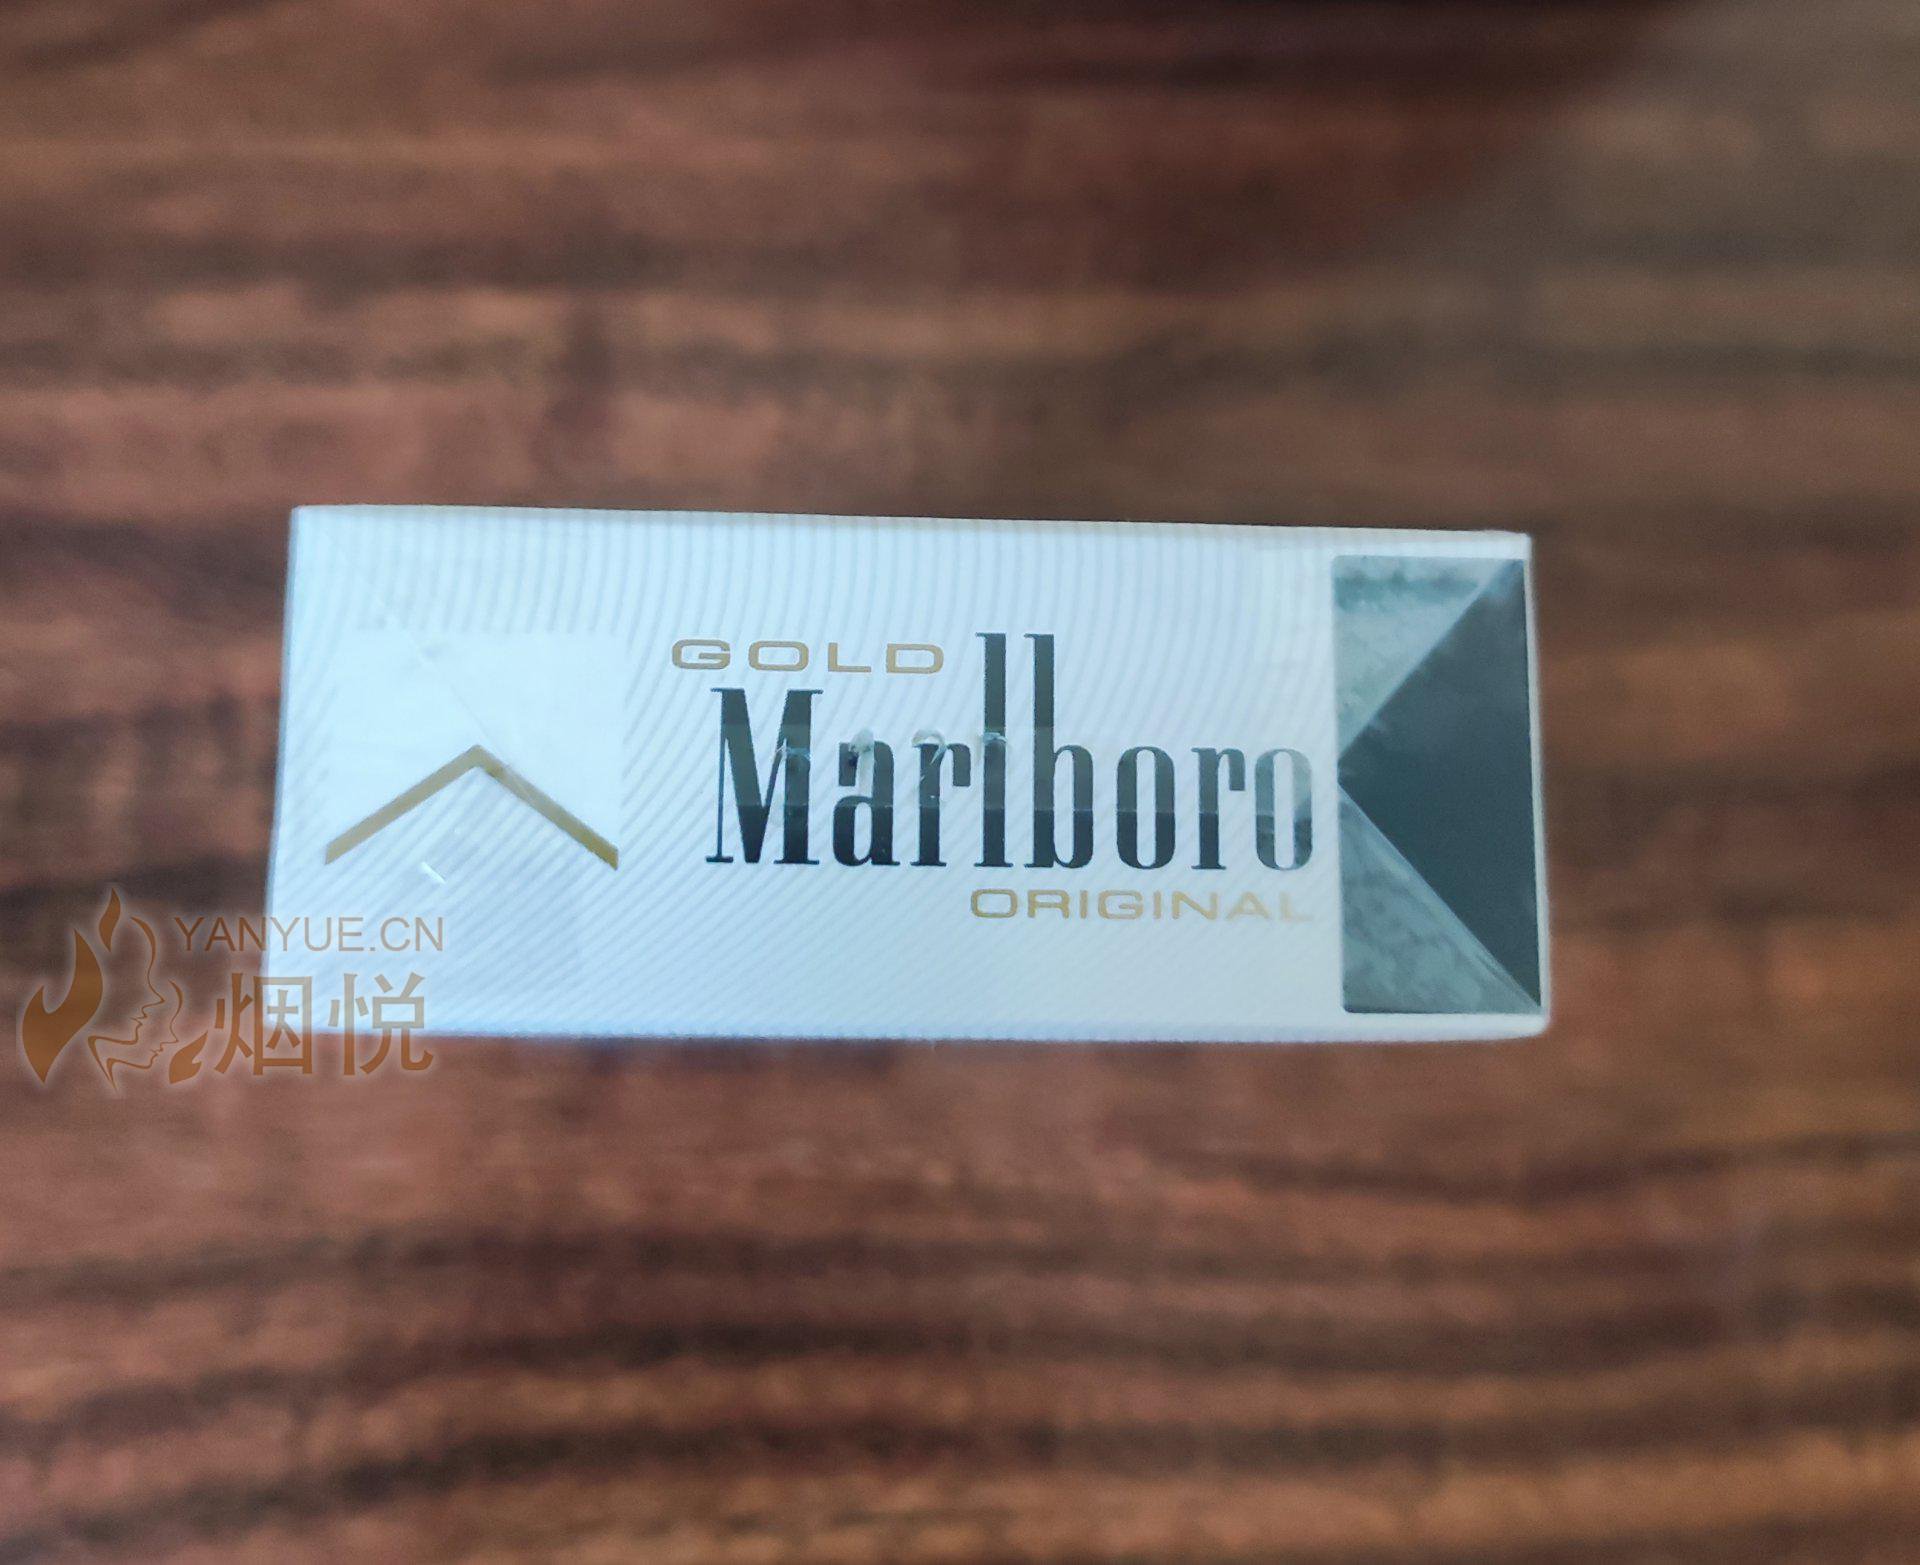 GOLD
Marlboro
ORIGINAL
YANYUE.CN
烟悦